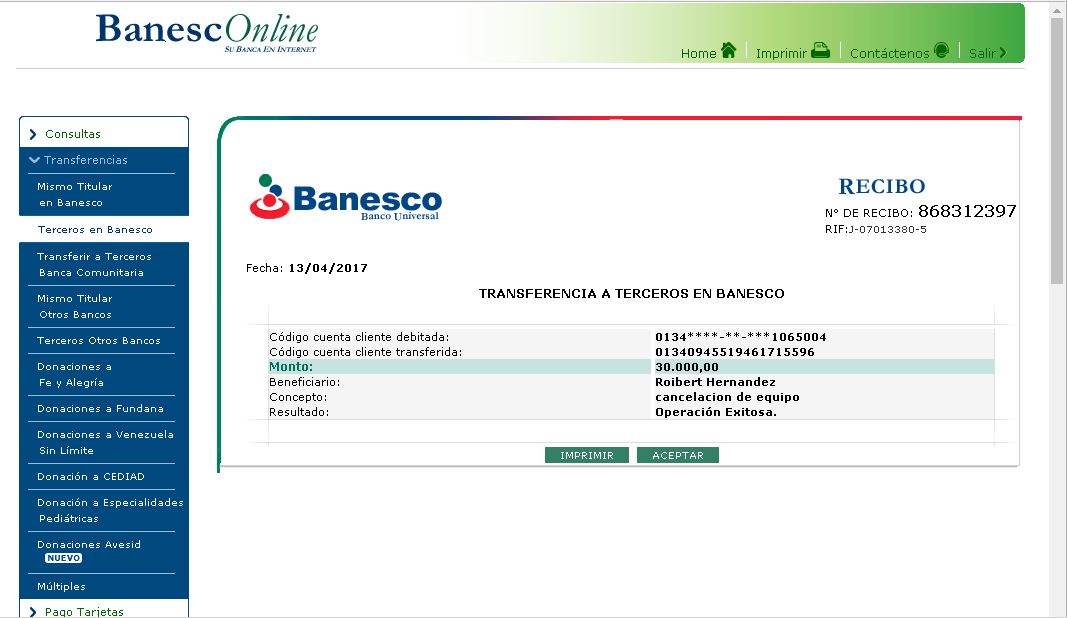 BanescOnline
SU BANCA EN INTERNET
Home Imprimir Contáctenos Salir
Consultas
Transferencias
Mismo Titular
en Banesco
Terceros en Banesco
Transferir a Terceros
Banca Comunitaria
Mismo Titular
Otros Bancos
Terceros Otros Bancos
Donaciones a
Fe y Alegría
Donaciones a Fundana
Donaciones a Venezuela
Sin Límite
Donación a CEDIAD
Donación a Especialidades
Pediátricas
Donaciones Avesid
NUEVO
Múltiples
Pago Tarjetas
Banesco
Banco Universal
RECIBO
N° DE RECIBO: 868312397
RIF:J-07013380-5
Fecha: 13/04/2017
TRANSFERENCIA A TERCEROS EN BANESCO
Código cuenta cliente debitada: 0134****-**-***1065004
Código cuenta cliente transferida: 01340945519461715596
Monto: 30.000,00
Beneficiario: Roibert Hernandez
Concepto: cancelacion de equipo
Resultado: Operación Exitosa.
IMPRIMIR ACEPTAR